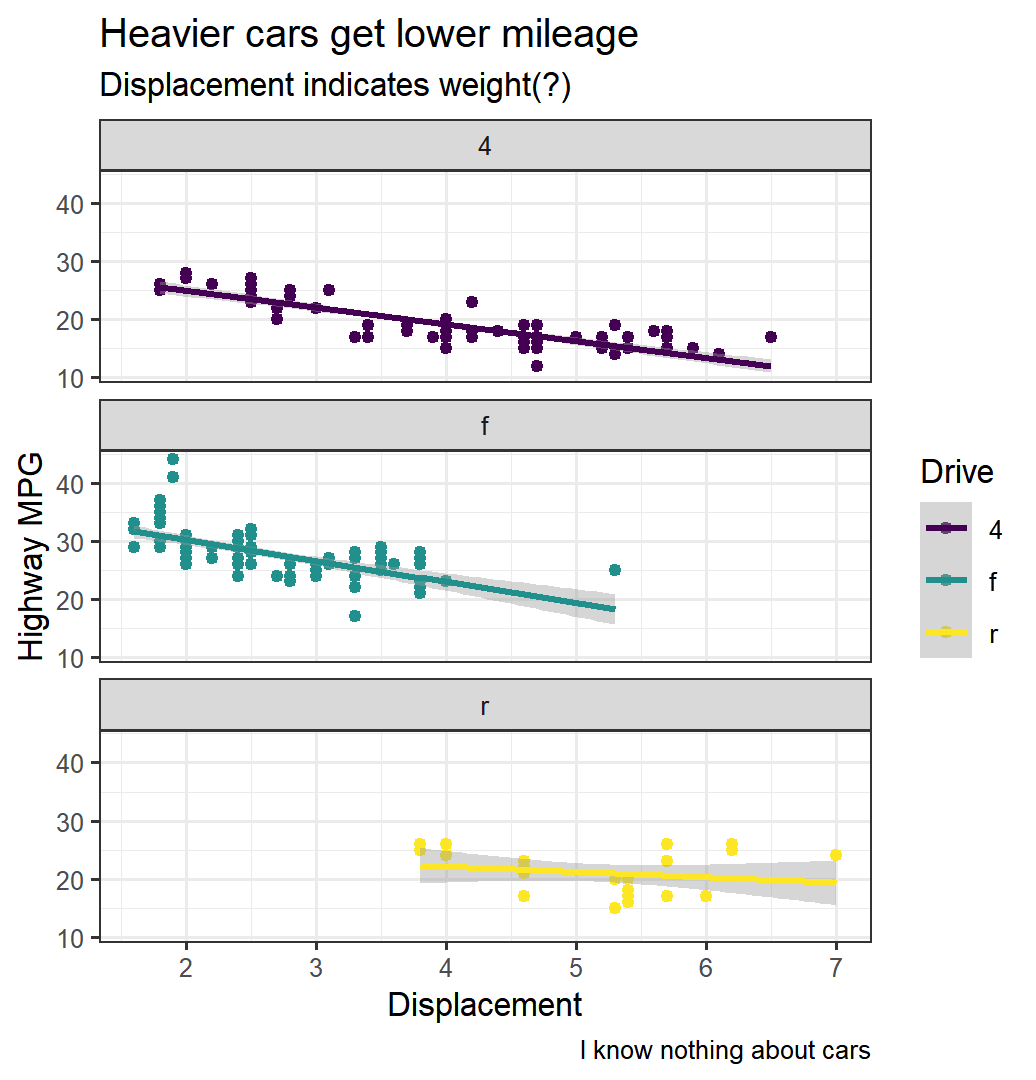 Heavier cars get lower mileage
Displacement indicates weight(?)
4
40
30
20
10
f
40
30
20
10
r
40
30
20
10
2 3 4 5 6 7
Highway MPG
Displacement
Drive
4
f
r
I know nothing about cars